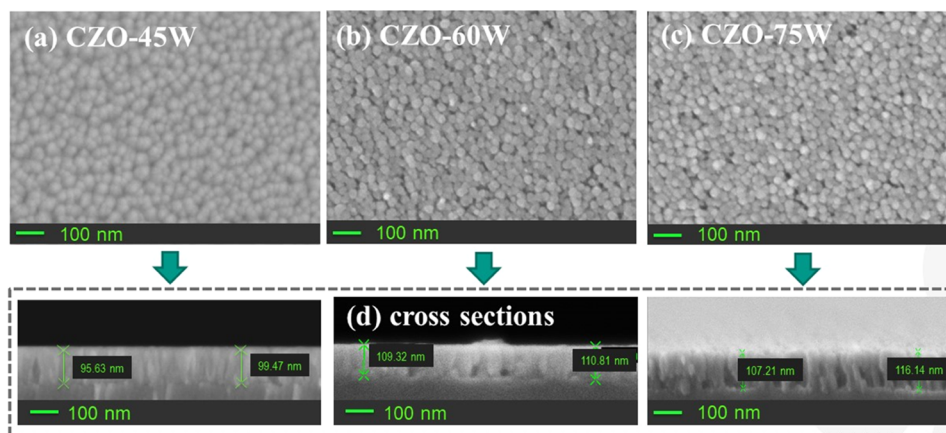 (a) CZO-45W
(b) CZO-60W
(c) CZO-75W
100 nm
100 nm
100 nm
(d) cross sections
95.63 nm
99.47 nm
109.32 nm
110.81 nm
107.21 nm
116.14 nm
100 nm
100 nm
100 nm